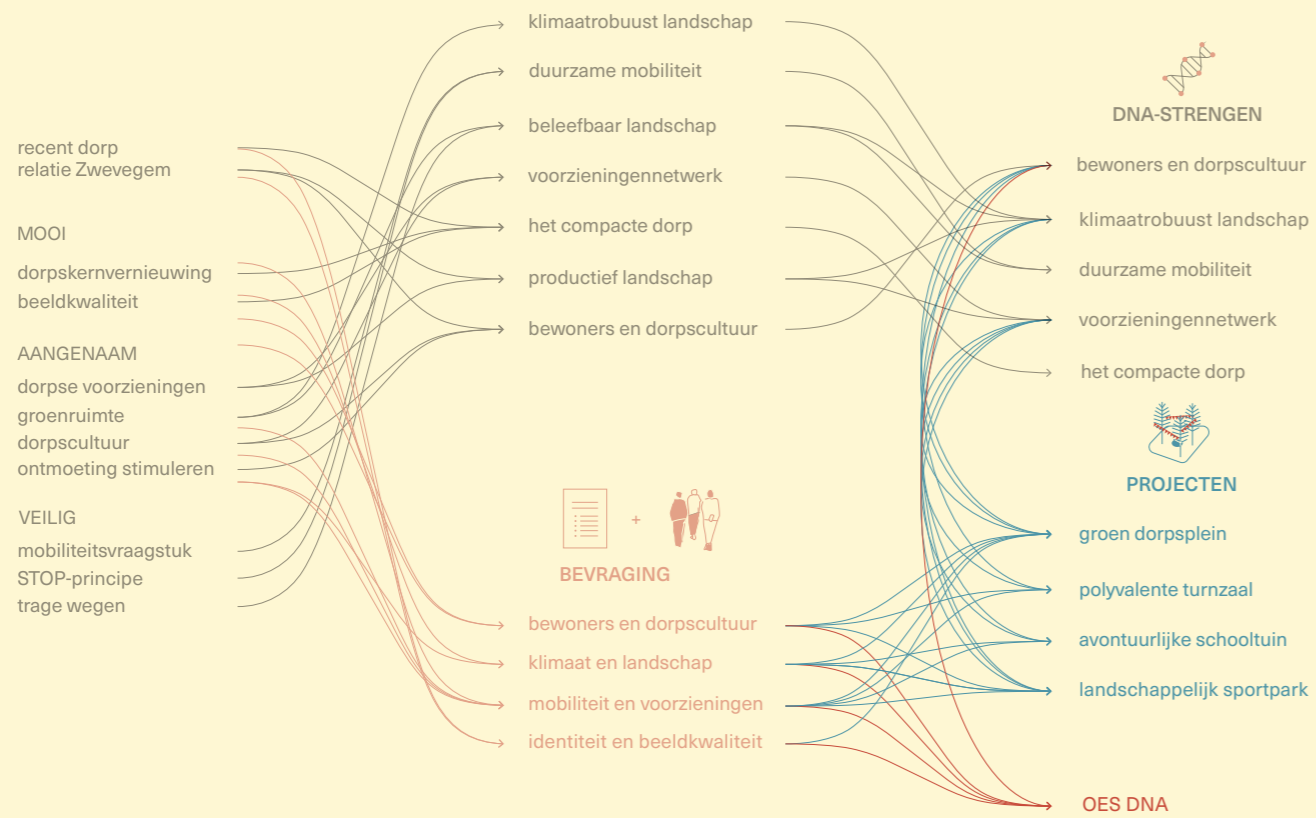 recent dorp
relatie Zwevegem
MOOI
dorpskernvernieuwing
beeldkwaliteit
AANGENAAM
dorpse voorzieningen
groenruimte
dorpscultuur
ontmoeting stimuleren
VEILIG
mobiliteitsvraagstuk
STOP-principe
trage wegen
klimaatrobuust landschap
duurzame mobiliteit
beleefbaar landschap
voorzieningennetwerk
het compacte dorp
productief landschap
bewoners en dorpscultuur
+
BEVRAGING
bewoners en dorpscultuur
klimaat en landschap
mobiliteit en voorzieningen
identiteit en beeldkwaliteit
DNA-STRENGEN
bewoners en dorpscultuur
klimaatrobuust landschap
duurzame mobiliteit
voorzieningennetwerk
het compacte dorp
PROJECTEN
groen dorpsplein
polyvalente turnzaal
avontuurlijke schooltuin
landschappelijk sportpark
OES DNA